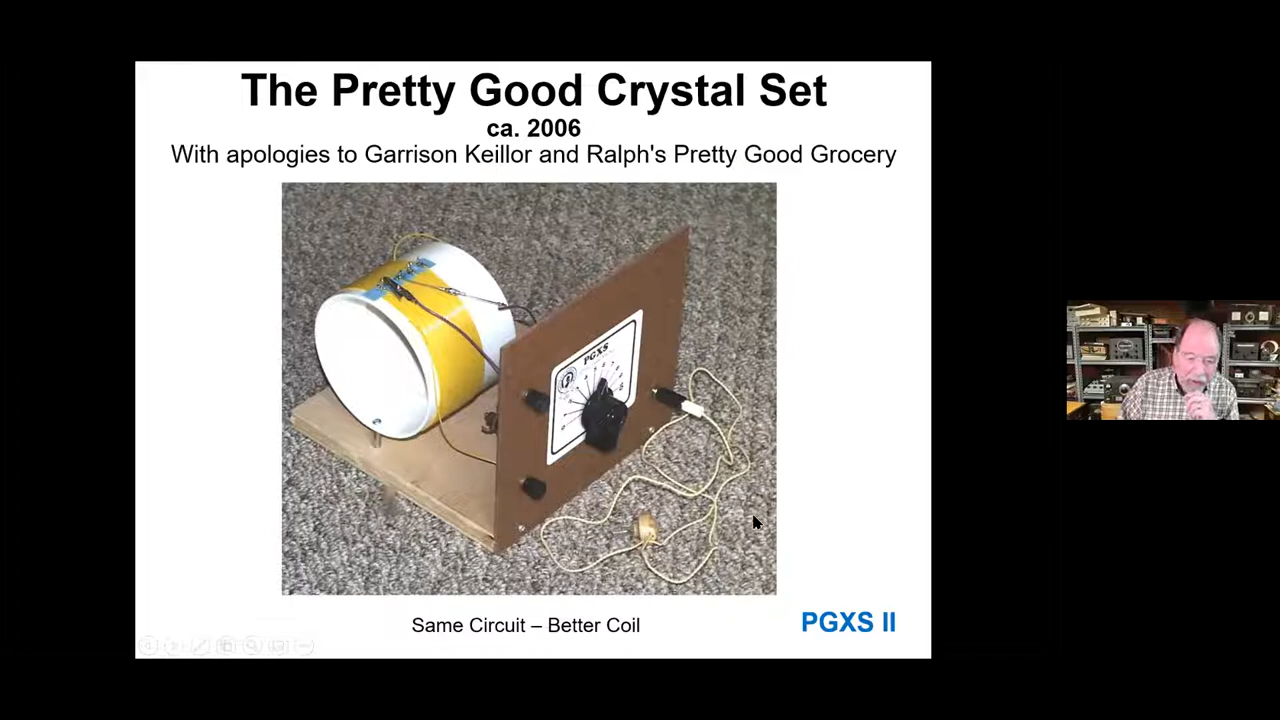 The Pretty Good Crystal Set
ca. 2006
With apologies to Garrison Keillor and Ralph's Pretty Good Grocery
PGXS
Same Circuit – Better Coil
PGXS II